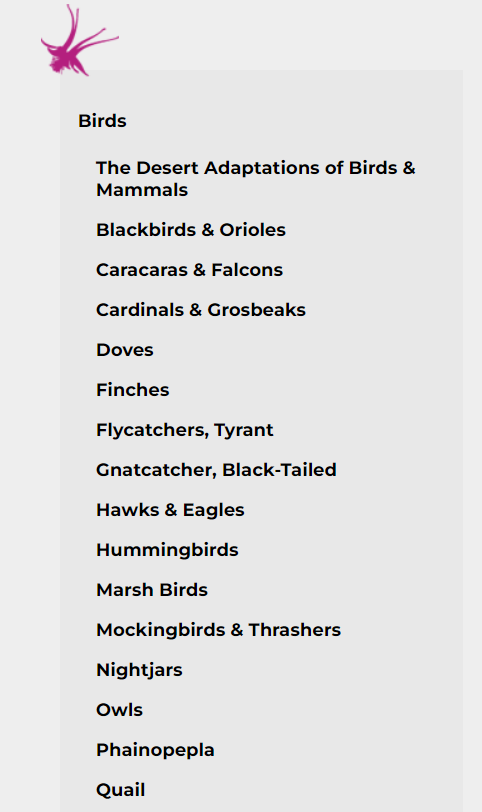 Birds
The Desert Adaptations of Birds &
Mammals
Blackbirds & Orioles
Caracaras & Falcons
Cardinals & Grosbeaks
Doves
Finches
Flycatchers, Tyrant
Gnatcatcher, Black-Tailed
Hawks & Eagles
Hummingbirds
Marsh Birds
Mockingbirds & Thrashers
Nightjars
Owls
Phainopepla
Quail